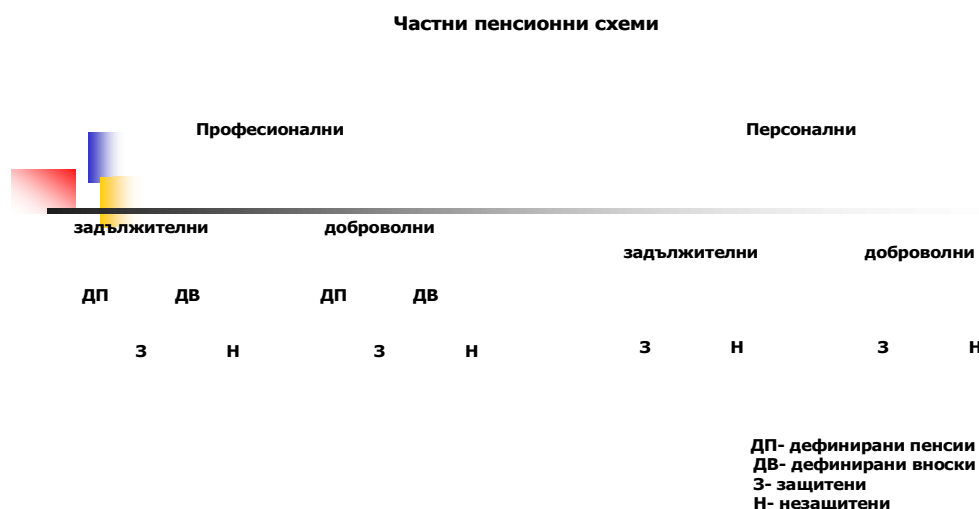 Частни пенсионни схеми
Професионални Персонални
задължителни доброволни
задължителни доброволни
ДП ДВ ДП ДВ
З Н З Н З Н З Н
ДП- дефинирани пенсии
ДВ- дефинирани вноски
З- защитени
Н- незащитени